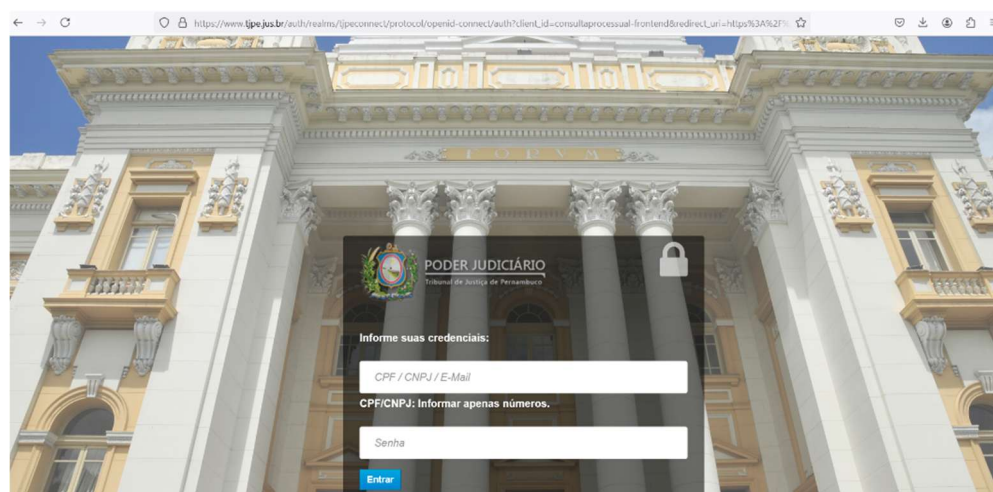 https://www.tjpe.jus.br/auth/realms/tjpeconnect/protocol/openid-connect/auth?client_id=consultaprocessual-frontend&redirect_uri=https%3A%2F%
FORVM
PODER JUDICIÁRIO
Tribunal de Justiça de Pernambuco
Informe suas credenciais:
CPF / CNPJ / E-Mail
CPF/CNPJ: Informar apenas números.
Senha
Entrar